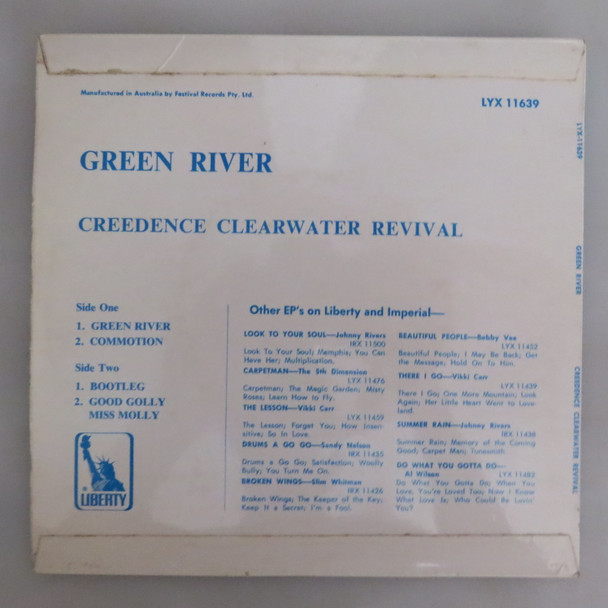 Manufactured in Australia by Festival Records Pty. Ltd.
LYX 11639
GREEN RIVER
CREEDENCE CLEARWATER REVIVAL
Side One
1. GREEN RIVER
2. COMMOTION
Side Two
1. BOOTLEG
2. GOOD GOLLY
MISS MOLLY
LIBERTY
Other EP's on Liberty and Imperial—
LOOK TO YOUR SOUL—Johnny Rivers
IRX 11500
Look To Your Soul; Memphis; You Can
Have Her; Multiplication.
CARPETMAN—The 5th Dimension
LYX 11476
Carpetman; The Magic Garden; Misty
Roses; Learn How to Fly.
THE LESSON—Vikki Carr
LYX 11459
The Lesson; Forget You; Now Insen-
sitive; So In Love.
DRUMS A GO GO—Sandy Nelson
IRX 11435
Drums a Go Go; Satisfaction; Woolly
Bully; You Turn Me On.
BROKEN WINGS—Slim Whitman
IRX 11426
Broken Wings; The Keeper of the Key;
Keep It a Secret; I'm a Fool.
BEAUTIFUL PEOPLE—Bobby Vee
LYX 11452
Beautiful People; I May Be Back; Get
the Message; Hold On To Him.
THERE I GO—Vikki Carr
LYX 11439
There I Go; One More Mountain; Look
Again; Her Little Heart Went to Love-
land.
SUMMER RAIN—Johnny Rivers
IRX 11438
Summer Rain; Memory of the Coming
Good; Carpet Man; Tunesmith.
DO WHAT YOU GOTTA DO—
Al Wilson LYX 11482
Do What You Gotta Do; When You
Love, You're Loved Too; Now I Know
What Love Is; Who Could Be Lovin'
You?
LYX-11639 GREEN RIVER CREEDENCE CLEARWATER REVIVAL